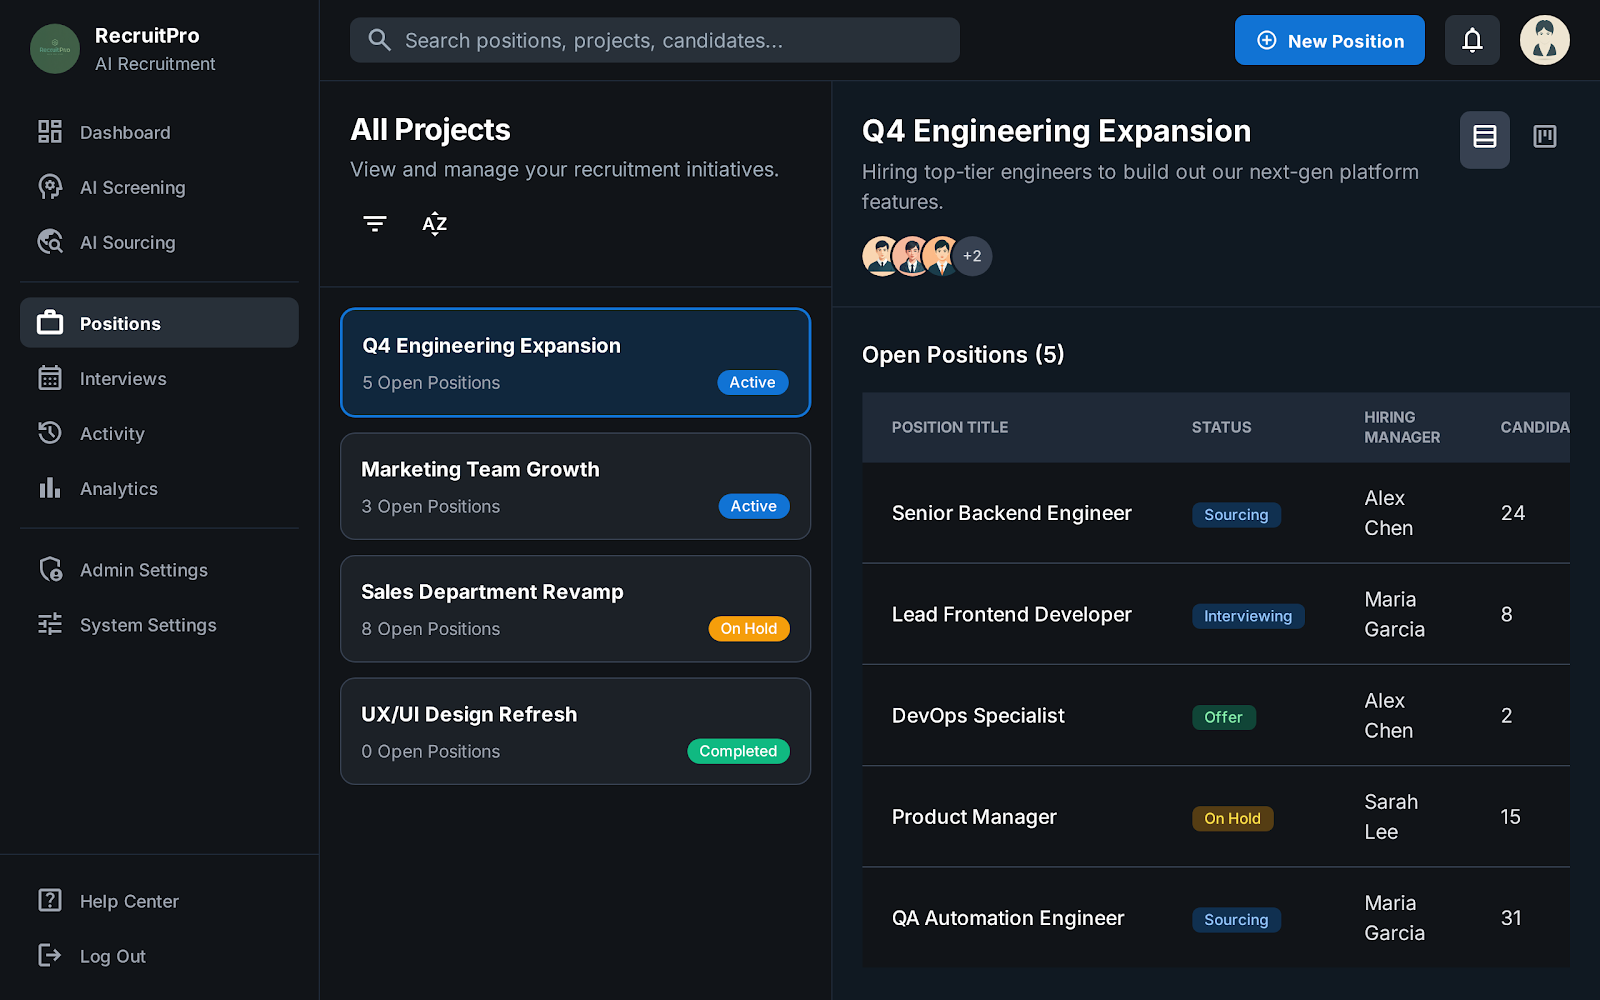 RecruitPro
AI Recruitment
Dashboard
AI Screening
AI Sourcing
Positions
Interviews
Activity
Analytics
Admin Settings
System Settings
Help Center
Log Out
Search positions, projects, candidates...
New Position
All Projects
View and manage your recruitment initiatives.
AZ
Q4 Engineering Expansion
5 Open Positions
Active
Marketing Team Growth
3 Open Positions
Active
Sales Department Revamp
8 Open Positions
On Hold
UX/UI Design Refresh
0 Open Positions
Completed
Q4 Engineering Expansion
Hiring top-tier engineers to build out our next-gen platform
features.
+2
Open Positions (5)
POSITION TITLE STATUS HIRING MANAGER CANDIDA
Senior Backend Engineer Sourcing Alex Chen 24
Lead Frontend Developer Interviewing Maria Garcia 8
DevOps Specialist Offer Alex Chen 2
Product Manager On Hold Sarah Lee 15
QA Automation Engineer Sourcing Maria Garcia 31